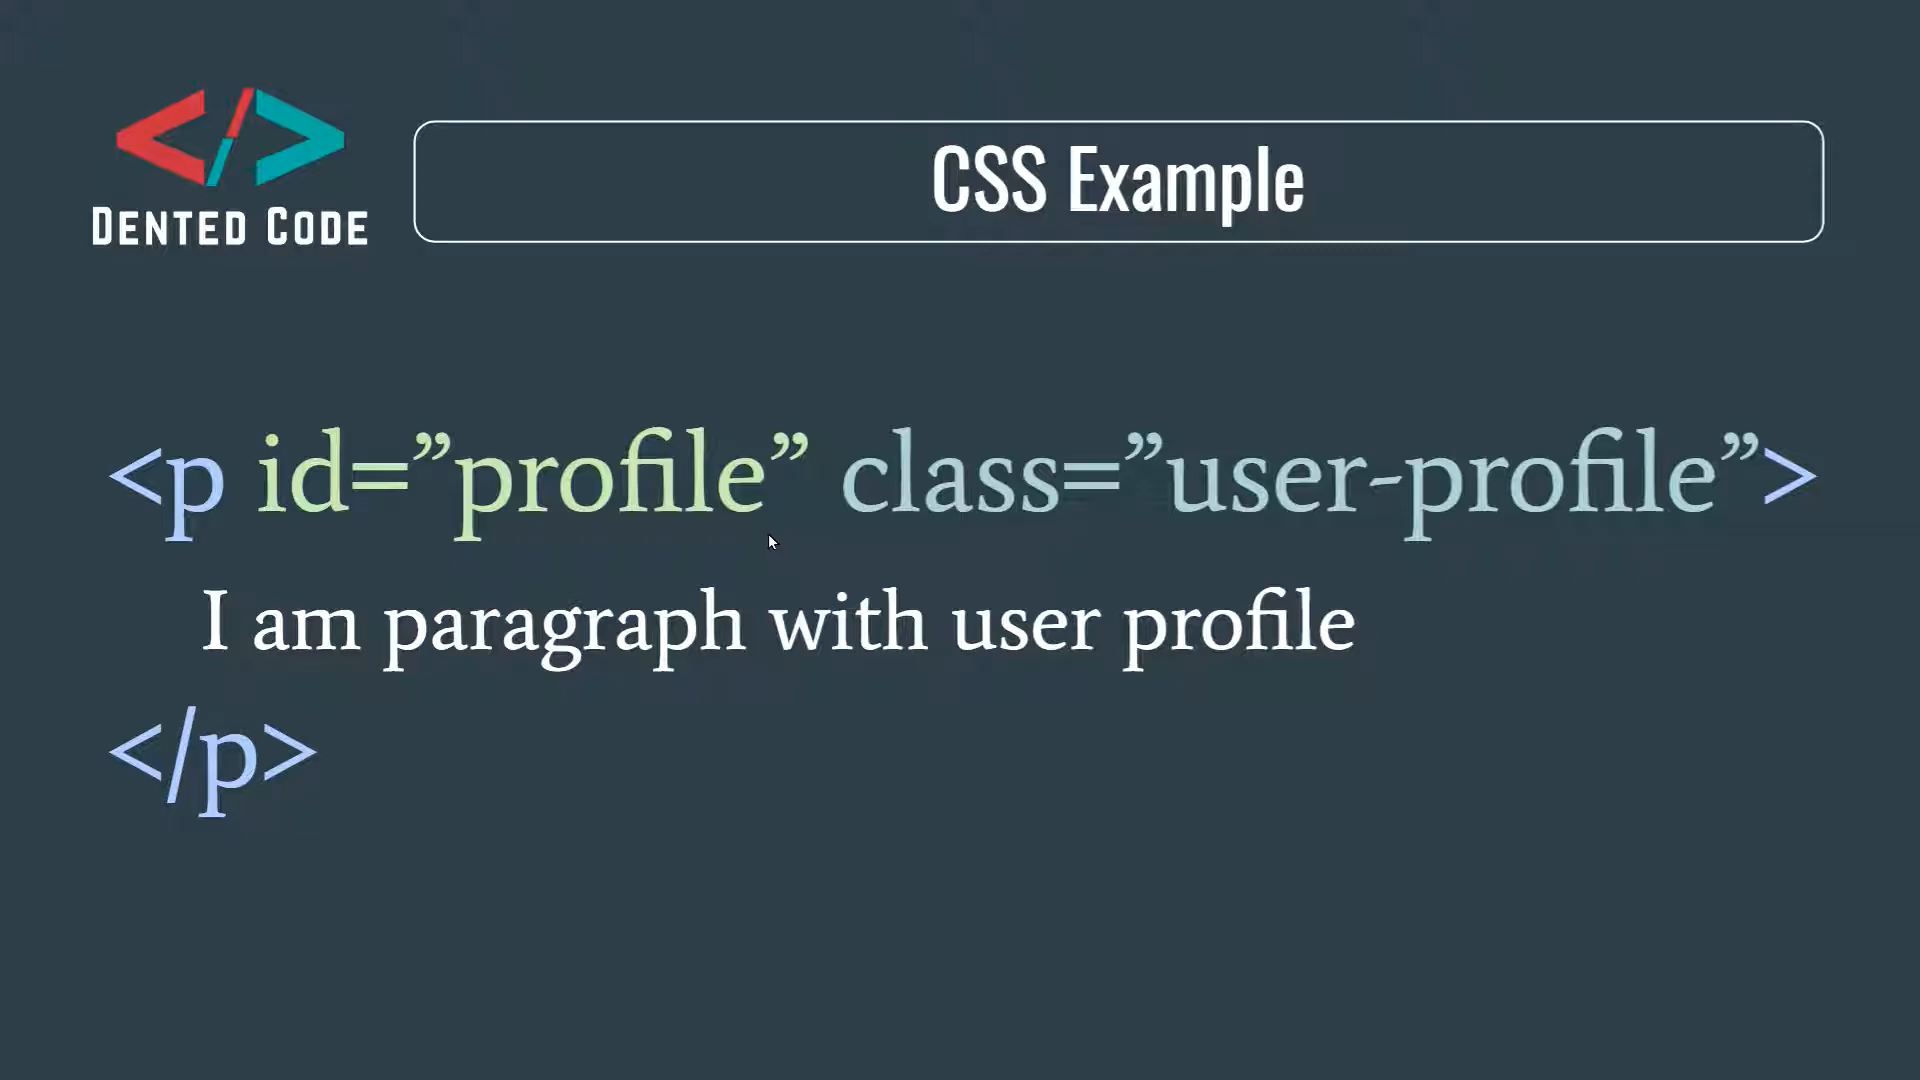 </>
DENTED CODE
CSS Example
<p id=”profile” class=”user-profile”>
I am paragraph with user profile
</p>